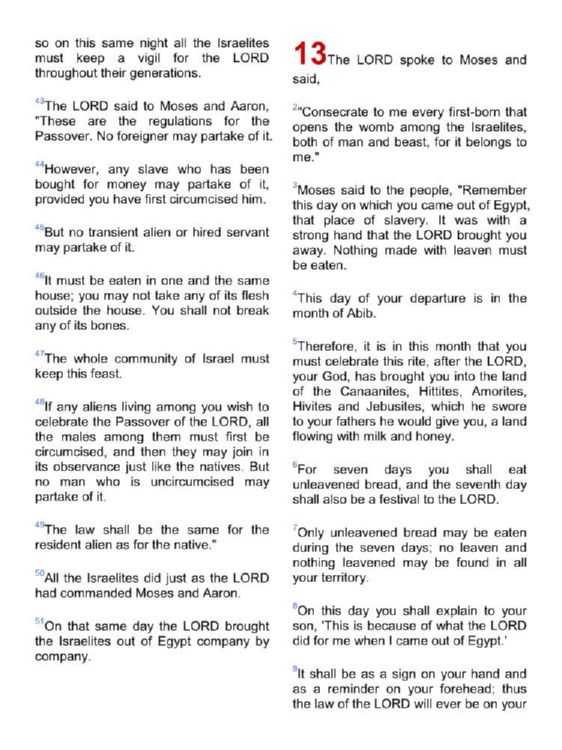 so on this same night all the Israelites
must keep a vigil for the LORD
throughout their generations.
43The LORD said to Moses and Aaron,
"These are the regulations for the
Passover. No foreigner may partake of it.
44However, any slave who has been
bought for money may partake of it,
provided you have first circumcised him.
45But no transient alien or hired servant
may partake of it.
46It must be eaten in one and the same
house; you may not take any of its flesh
outside the house. You shall not break
any of its bones.
47The whole community of Israel must
keep this feast.
48If any aliens living among you wish to
celebrate the Passover of the LORD, all
the males among them must first be
circumcised, and then they may join in
its observance just like the natives. But
no man who is uncircumcised may
partake of it.
49The law shall be the same for the
resident alien as for the native."
50All the Israelites did just as the LORD
had commanded Moses and Aaron.
51On that same day the LORD brought
the Israelites out of Egypt company by
company.
13The LORD spoke to Moses and
said,
2"Consecrate to me every first-born that
opens the womb among the Israelites,
both of man and beast, for it belongs to
me."
3Moses said to the people, "Remember
this day on which you came out of Egypt,
that place of slavery. It was with a
strong hand that the LORD brought you
away. Nothing made with leaven must
be eaten.
4This day of your departure is in the
month of Abib.
5Therefore, it is in this month that you
must celebrate this rite, after the LORD,
your God, has brought you into the land
of the Canaanites, Hittites, Amorites,
Hivites and Jebusites, which he swore
to your fathers he would give you, a land
flowing with milk and honey.
6For seven days you shall eat
unleavened bread, and the seventh day
shall also be a festival to the LORD.
7Only unleavened bread may be eaten
during the seven days; no leaven and
nothing leavened may be found in all
your territory.
8On this day you shall explain to your
son, 'This is because of what the LORD
did for me when I came out of Egypt.'
9It shall be as a sign on your hand and
as a reminder on your forehead; thus
the law of the LORD will ever be on your